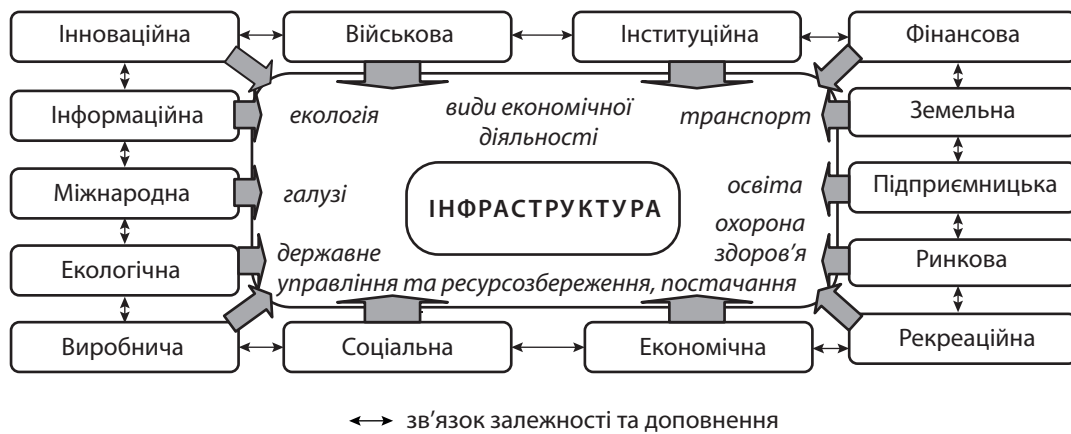 Інноваційна
Військова
Інституційна
Фінансова
Інформаційна
екологія
види економічної
діяльності
транспорт
Земельна
Міжнародна
галузі
ІНФРАСТРУКТУРА
освіта
Підприємницька
охорона
здоров'я
Екологічна
державне
управління та ресурсозбереження, постачання
Ринкова
Виробнича
Соціальна
Економічна
Рекреаційна
зв'язок залежності та доповнення